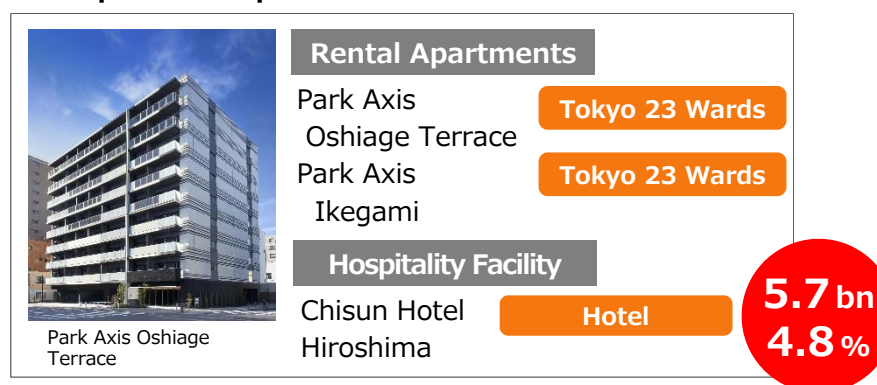 Rental Apartments
Park Axis
Oshiage Terrace
Tokyo 23 Wards
Park Axis
Ikegami
Tokyo 23 Wards
Hospitality Facility
Chisun Hotel
Hiroshima
Hotel
5.7 bn
4.8 %
Park Axis Oshiage
Terrace